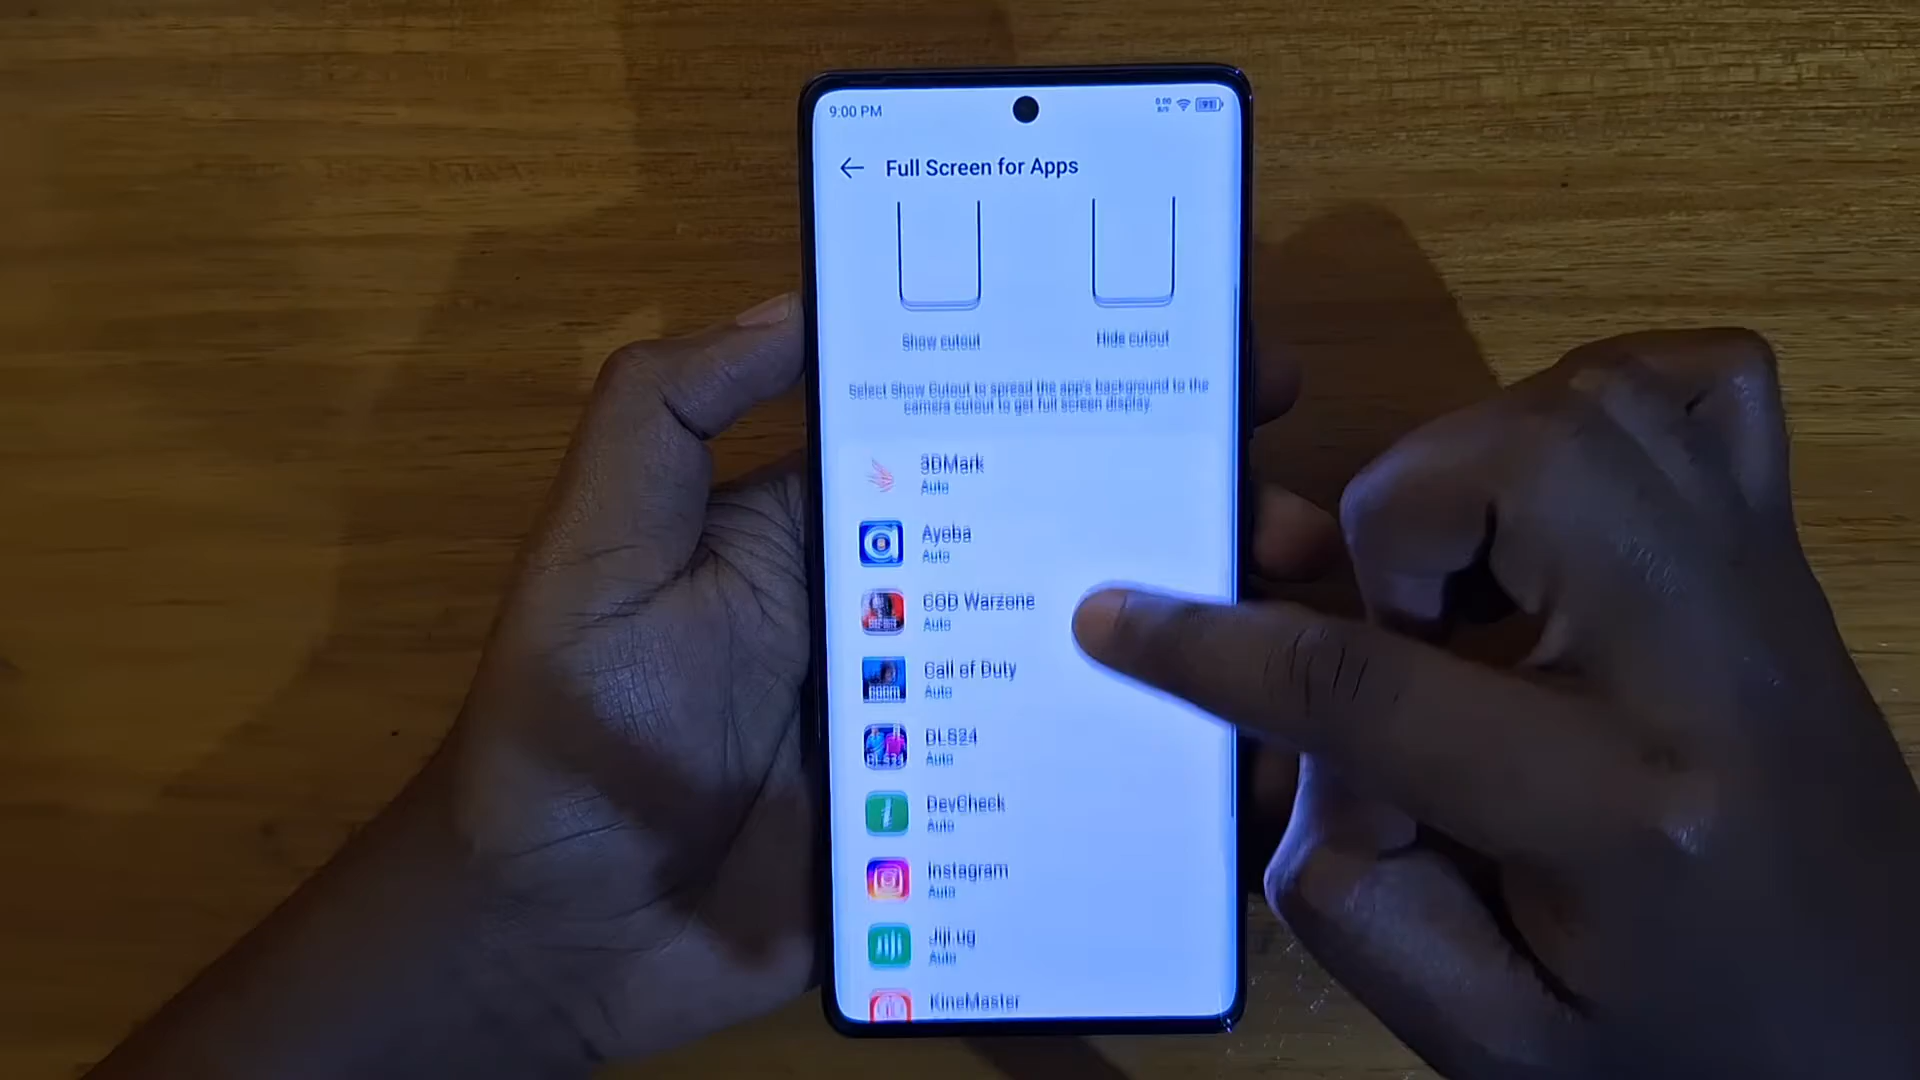 9:00 PM
0.00
B/S
Full Screen for Apps
Show cutout
Hide cutout
Select Show Cutout to spread the app's background to the
camera cutout to get full screen display.
3DMark
Auto
Ayoba
Auto
COD Warzone
Auto
Call of Duty
Auto
DLS24
Auto
DevCheck
Auto
Instagram
Auto
Jiji.ug
Auto
KineMaster